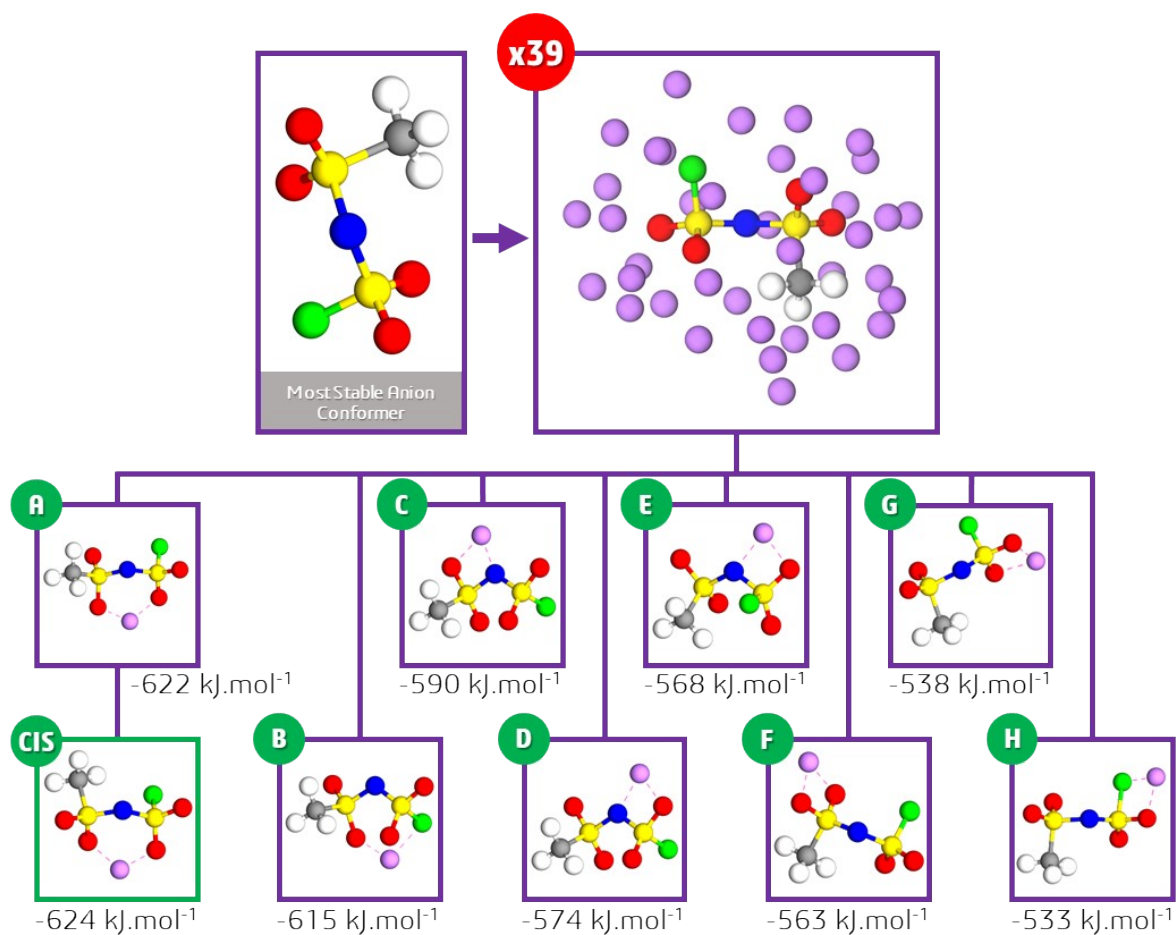 x39
Most Stable Anion
Conformer
A
C
E
G
-622 kJ.mol⁻¹
-590 kJ.mol⁻¹
-568 kJ.mol⁻¹
-538 kJ.mol⁻¹
CIS
B
D
F
H
-624 kJ.mol⁻¹
-615 kJ.mol⁻¹
-574 kJ.mol⁻¹
-563 kJ.mol⁻¹
-533 kJ.mol⁻¹